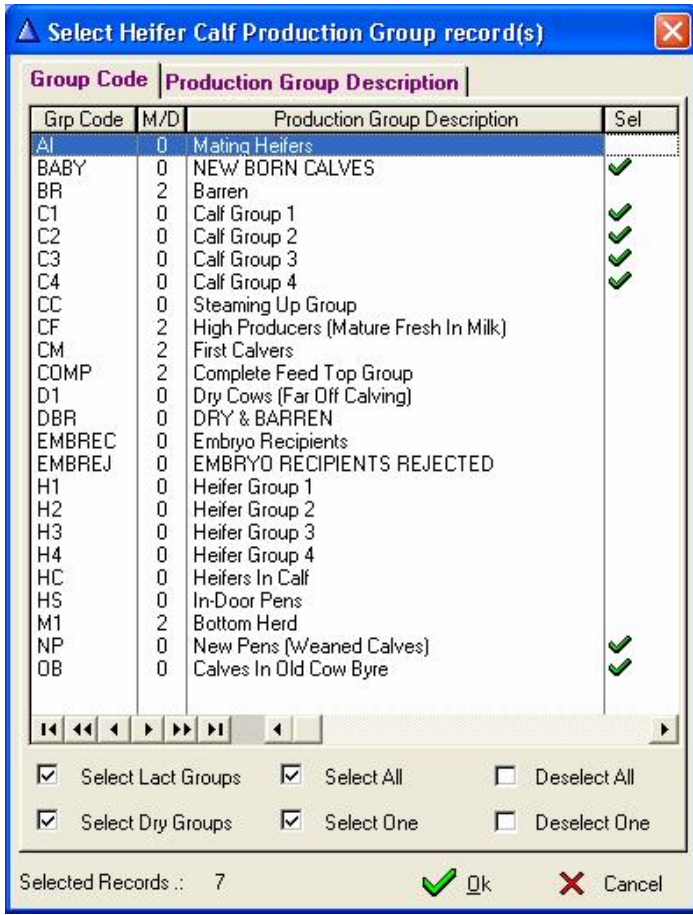 Select Heifer Calf Production Group record(s)
Group Code Production Group Description
Grp Code M/D Production Group Description Sel
AI 0 Mating Heifers
BABY 0 NEW BORN CALVES
BR 2 Barren
C1 0 Calf Group 1
C2 0 Calf Group 2
C3 0 Calf Group 3
C4 0 Calf Group 4
CC 0 Steaming Up Group
CF 2 High Producers (Mature Fresh In Milk)
CM 2 First Calvers
COMP 2 Complete Feed Top Group
D1 0 Dry Cows (Far Off Calving)
DBR 0 DRY & BARREN
EMBREC 0 Embryo Recipients
EMBREJ 0 EMBRYO RECIPIENTS REJECTED
H1 0 Heifer Group 1
H2 0 Heifer Group 2
H3 0 Heifer Group 3
H4 0 Heifer Group 4
HC 0 Heifers In Calf
HS 0 In-Door Pens
M1 2 Bottom Herd
NP 0 New Pens (Weaned Calves)
OB 0 Calves In Old Cow Byre
Select Lact Groups Select All Deselect All
Select Dry Groups Select One Deselect One
Selected Records .: 7 Ok Cancel